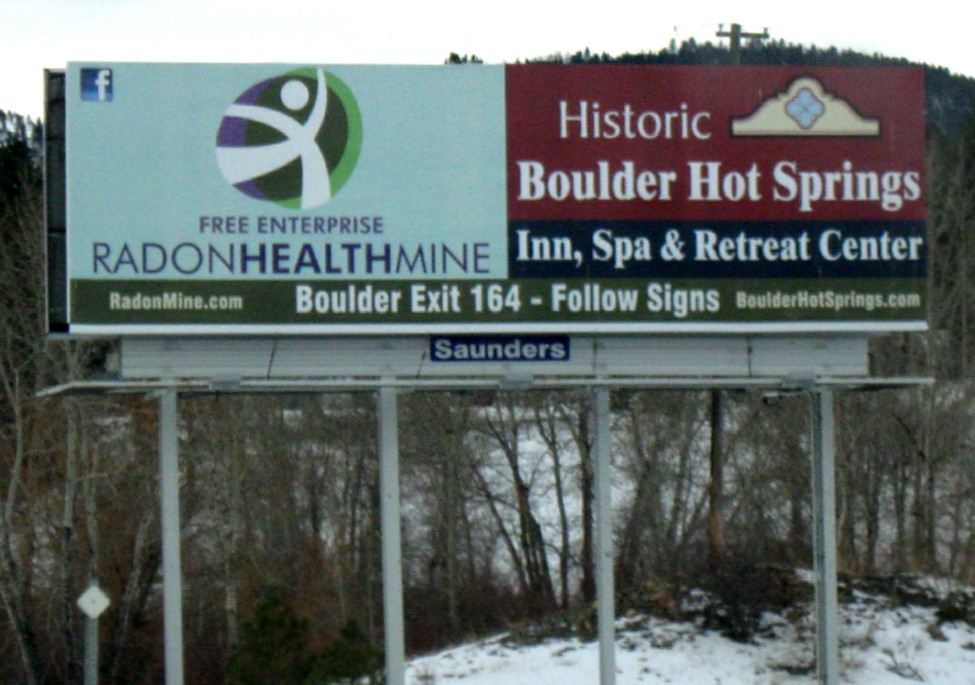 f
FREE ENTERPRISE
RADONHEALTHMINE
Historic
Boulder Hot Springs
Inn, Spa & Retreat Center
RadonMine.com
Boulder Exit 164 - Follow Signs
BoulderHotSprings.com
Saunders